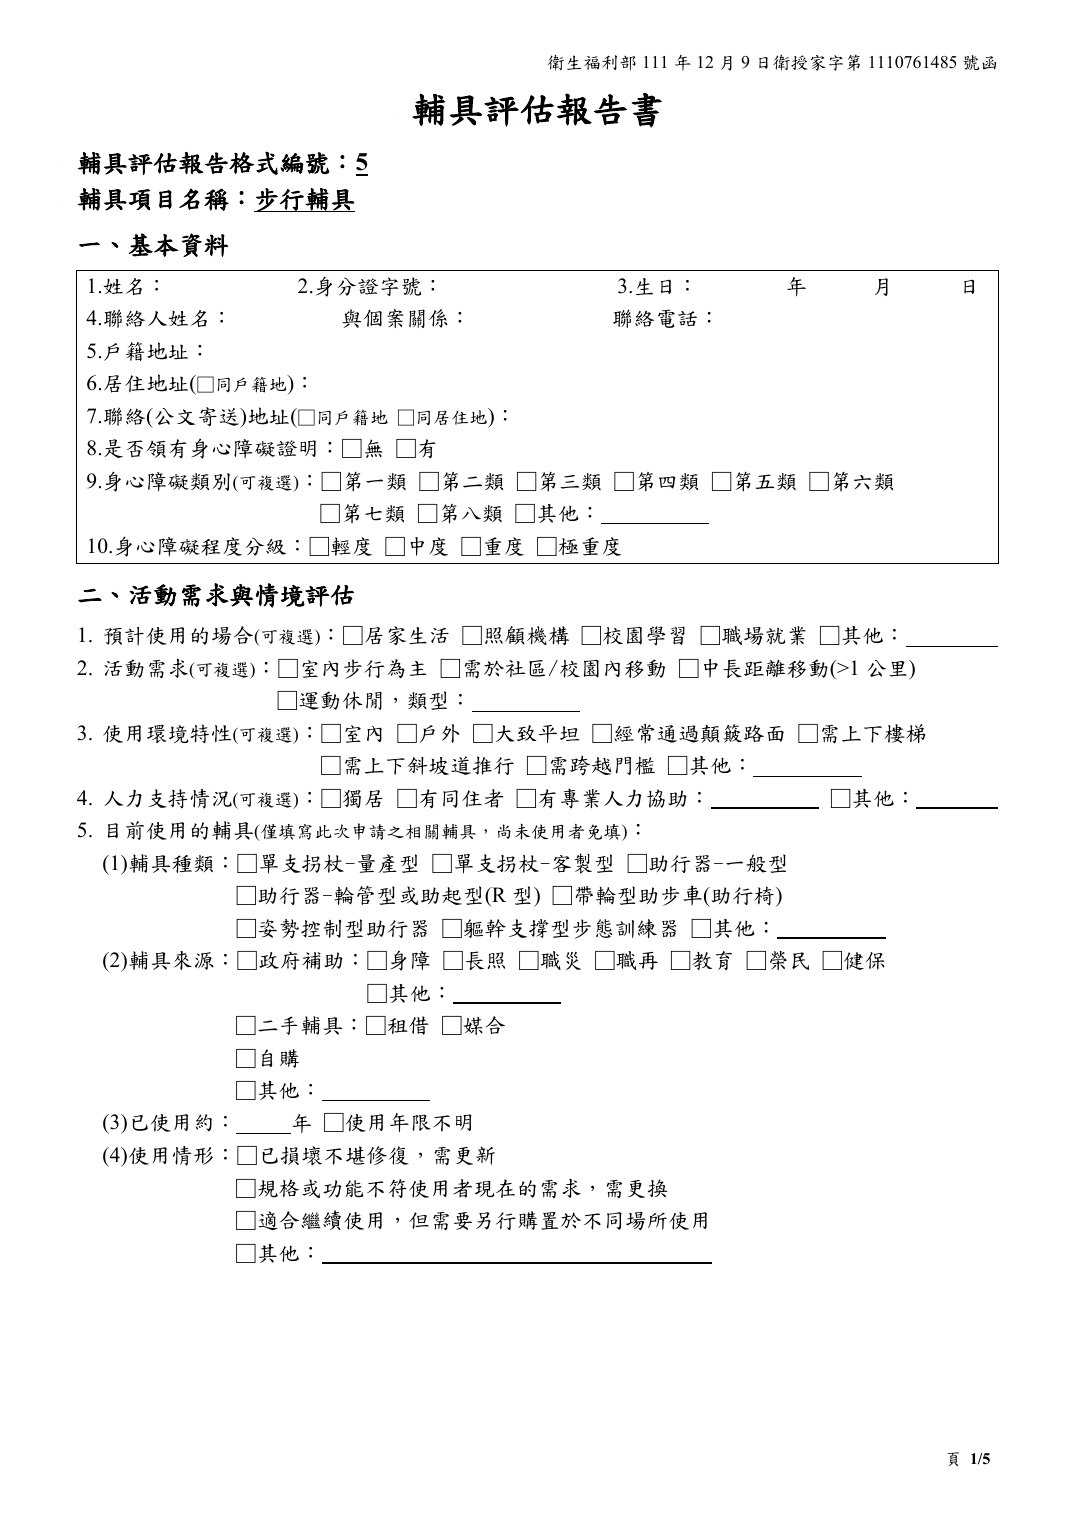 衛生福利部 111 年 12 月 9 日衛授家字第 1110761485 號函
輔具評估報告書
輔具評估報告格式編號：5
輔具項目名稱：步行輔具
一、基本資料
1.姓名： 2.身分證字號： 3.生日： 年 月 日
4.聯絡人姓名： 與個案關係： 聯絡電話：
5.戶籍地址：
6.居住地址(□同戶籍地)：
7.聯絡(公文寄送)地址(□同戶籍地 □同居住地)：
8.是否領有身心障礙證明：□無 □有
9.身心障礙類別(可複選)：□第一類 □第二類 □第三類 □第四類 □第五類 □第六類
□第七類 □第八類 □其他：
10.身心障礙程度分級：□輕度 □中度 □重度 □極重度
二、活動需求與情境評估
1. 預計使用的場合(可複選)：□居家生活 □照顧機構 □校園學習 □職場就業 □其他：
2. 活動需求(可複選)：□室內步行為主 □需於社區/校園內移動 □中長距離移動(>1 公里)
□運動休閒，類型：
3. 使用環境特性(可複選)：□室內 □戶外 □大致平坦 □經常通過顛簸路面 □需上下樓梯
□需上下斜坡道推行 □需跨越門檻 □其他：
4. 人力支持情況(可複選)：□獨居 □有同住者 □有專業人力協助： □其他：
5. 目前使用的輔具(僅填寫此次申請之相關輔具，尚未使用者免填)：
(1)輔具種類：□單支拐杖-量產型 □單支拐杖-客製型 □助行器-一般型
□助行器-輪管型或助起型(R 型) □帶輪型助步車(助行椅)
□姿勢控制型助行器 □軀幹支撐型步態訓練器 □其他：
(2)輔具來源：□政府補助：□身障 □長照 □職災 □職再 □教育 □榮民 □健保
□其他：
□二手輔具：□租借 □媒合
□自購
□其他：
(3)已使用約：_____年 □使用年限不明
(4)使用情形：□已損壞不堪修復，需更新
□規格或功能不符使用者現在的需求，需更換
□適合繼續使用，但需要另行購置於不同場所使用
□其他：
頁 1/5